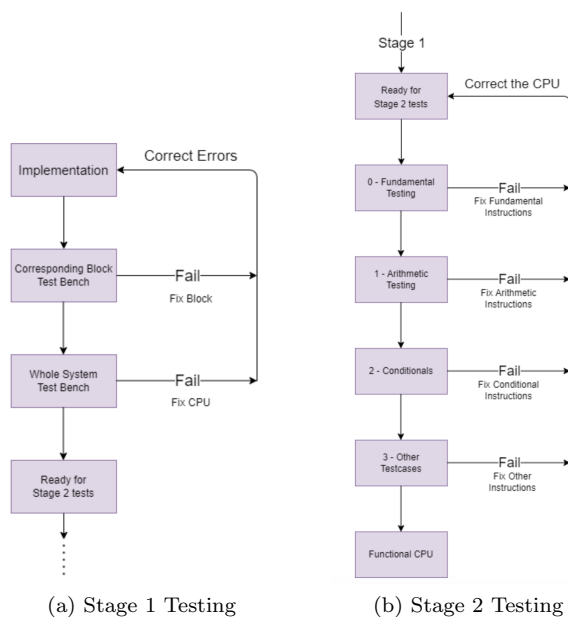 Implementation
Correct Errors
Corresponding Block
Test Bench
Fail
Fix Block
Whole System
Test Bench
Fail
Fix CPU
Ready for
Stage 2 tests
(a) Stage 1 Testing
Stage 1
Ready for
Stage 2 tests
Correct the CPU
0 - Fundamental
Testing
Fail
Fix Fundamental
Instructions
1 - Arithmetic
Testing
Fail
Fix Arithmetic
Instructions
2 - Conditionals
Fail
Fix Conditional
Instructions
3 - Other
Testcases
Fail
Fix Other
Instructions
Functional CPU
(b) Stage 2 Testing